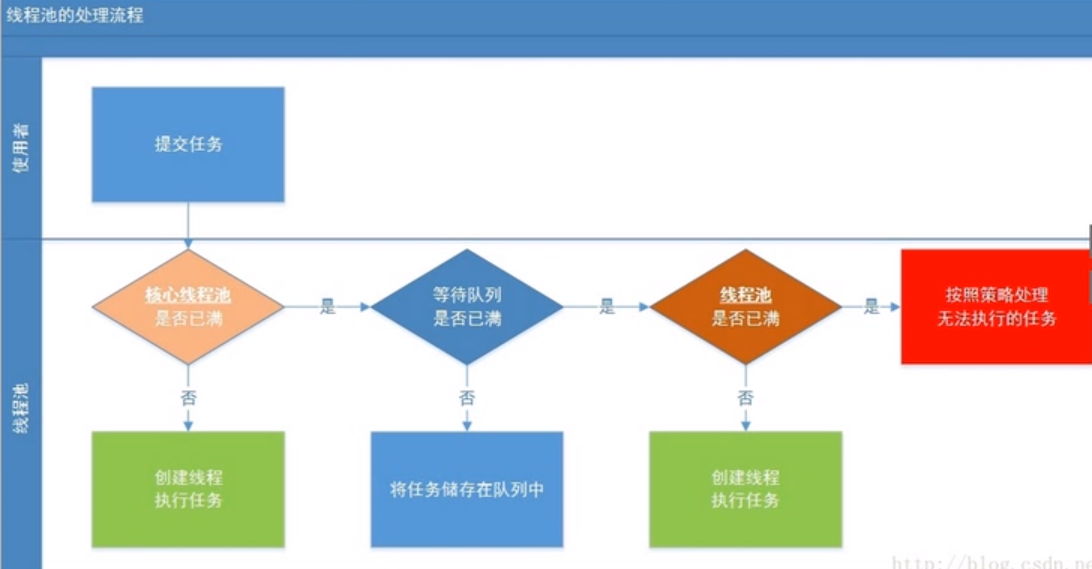 线程池的处理流程
使用者
提交任务
线程池
核心线程池
是否已满
是
等待队列
是否已满
是
线程池
是否已满
是
按照策略处理
无法执行的任务
否
否
否
创建线程
执行任务
将任务储存在队列中
创建线程
执行任务
http://blog.csdn.ne